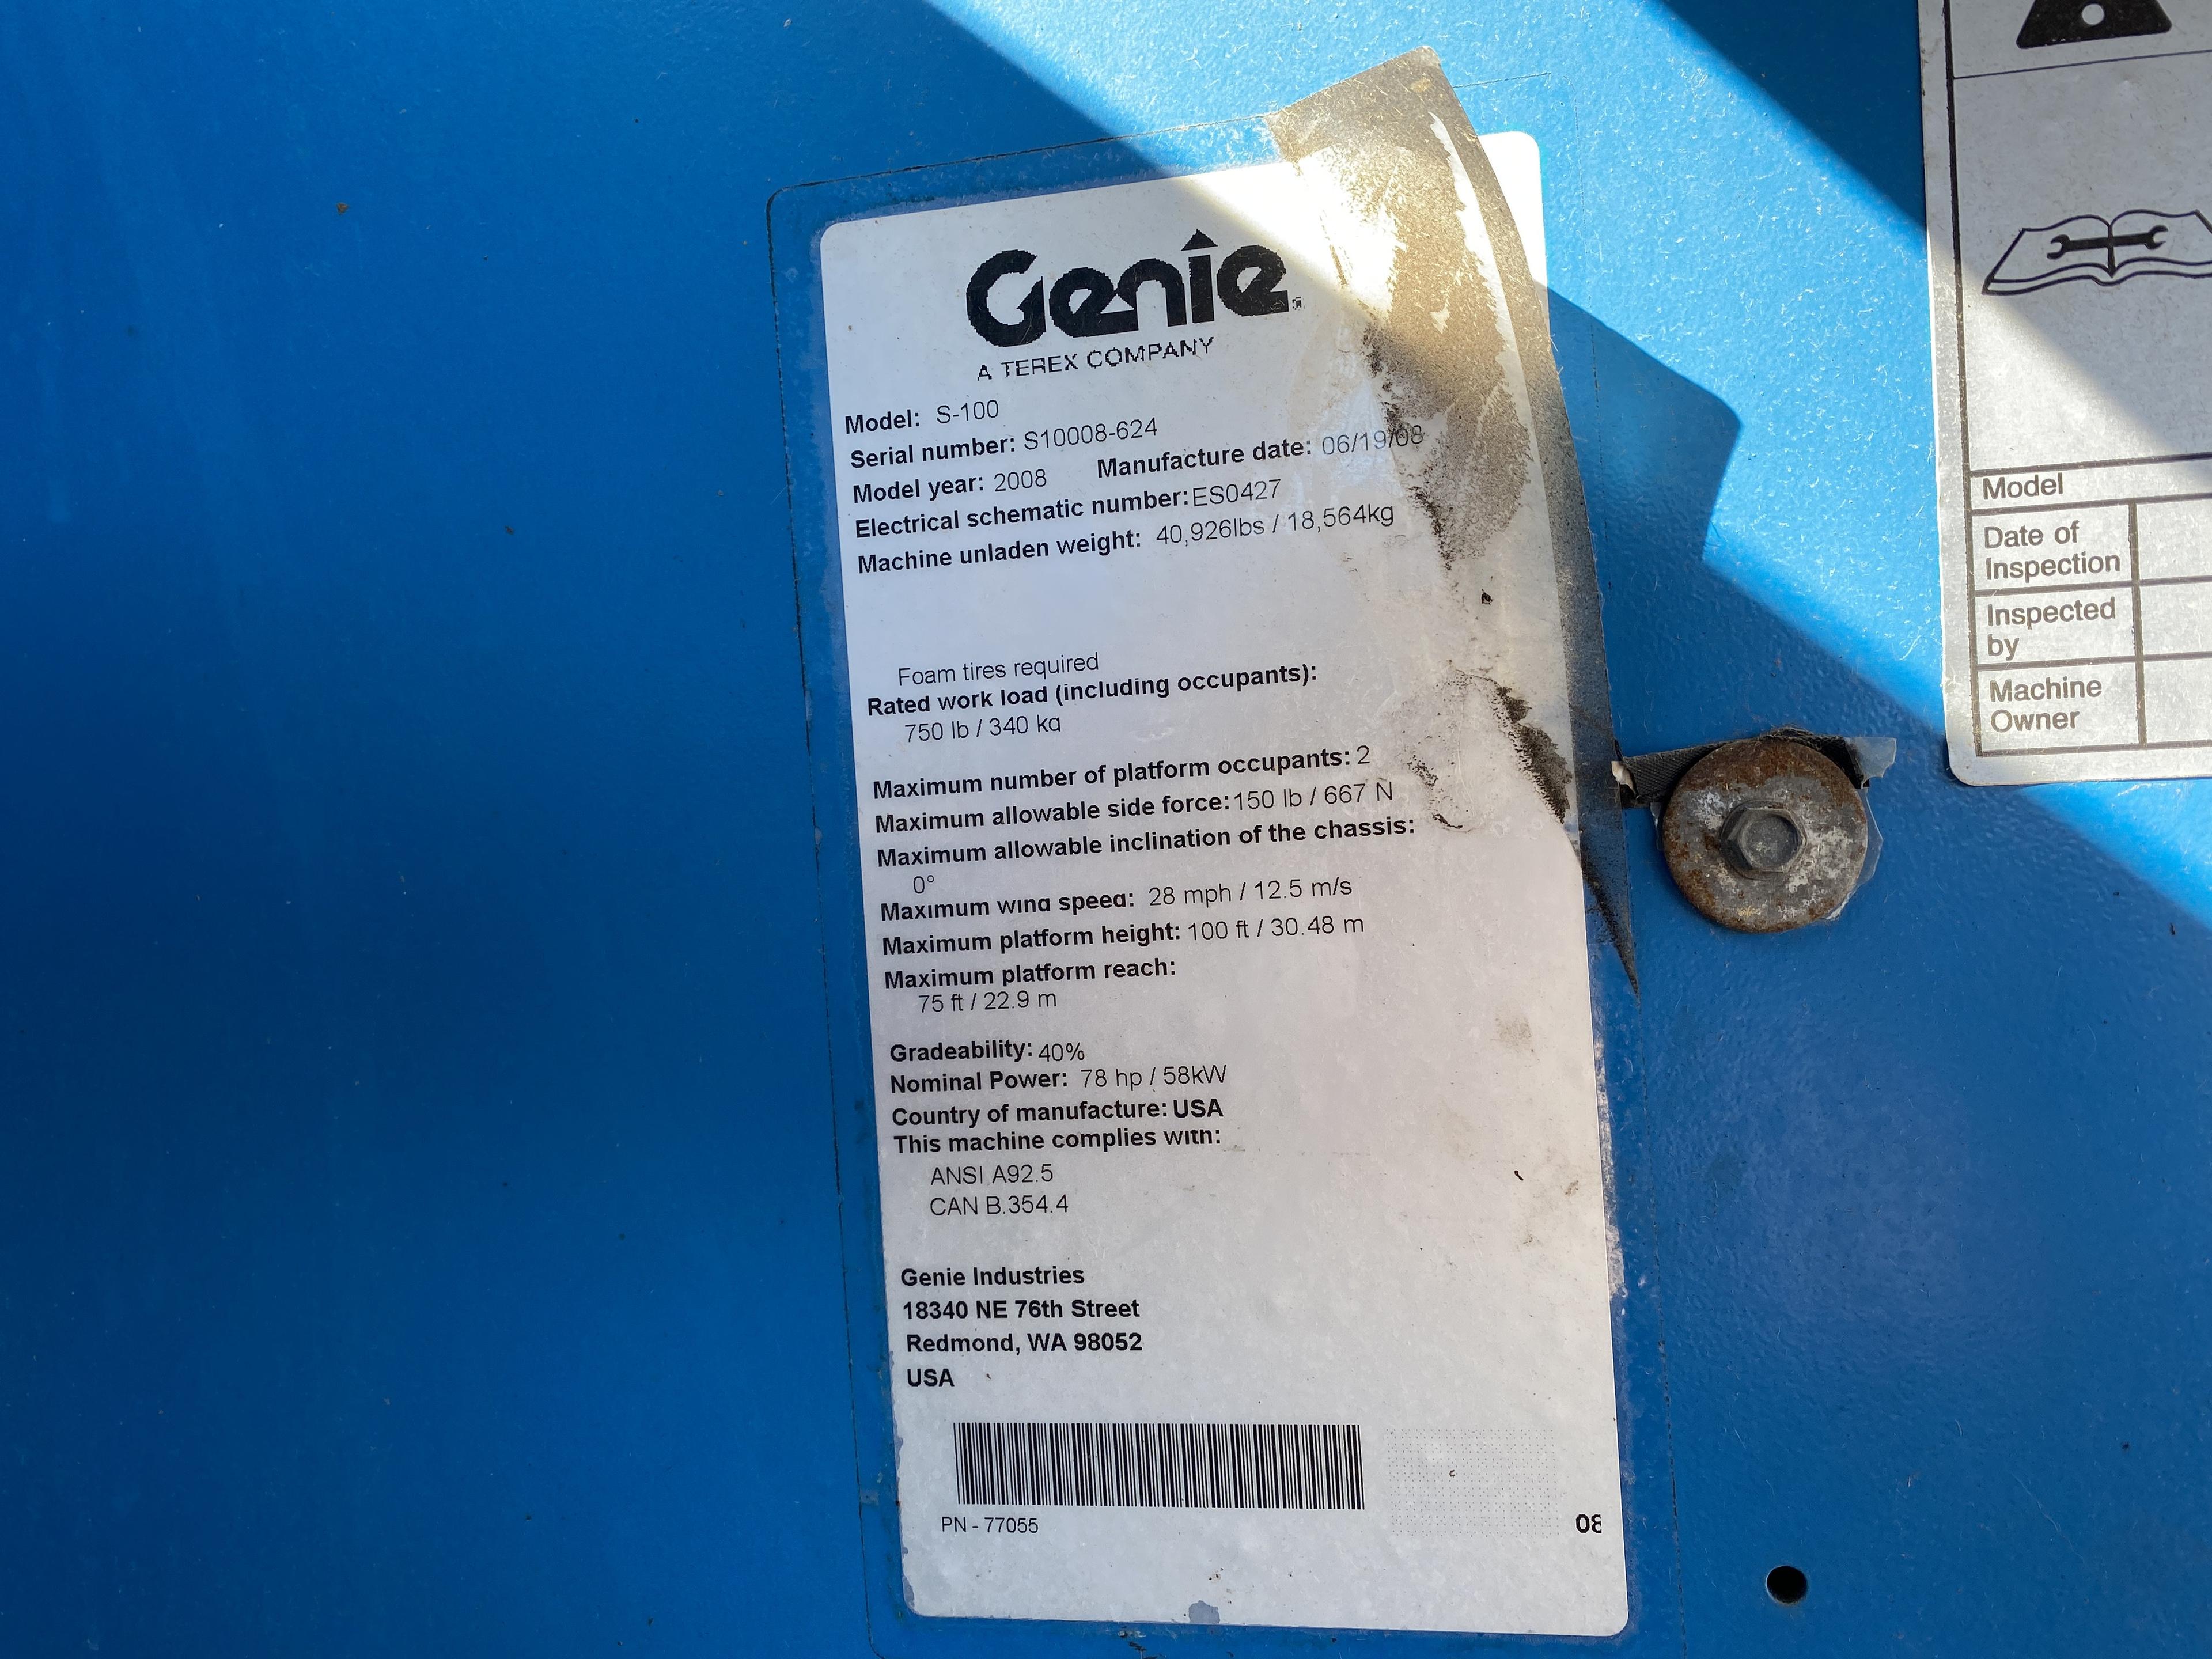 Genie
A TEREX COMPANY
Model: S-100
Serial number: S10008-624
Model year: 2008 Manufacture date: 06/19/08
Electrical schematic number: ES0427
Machine unladen weight: 40,926lbs / 18,564kg
Foam tires required
Rated work load (including occupants):
750 lb / 340 kg
Maximum number of platform occupants: 2
Maximum allowable side force: 150 lb / 667 N
Maximum allowable inclination of the chassis:
0°
Maximum wind speed: 28 mph / 12.5 m/s
Maximum platform height: 100 ft / 30.48 m
Maximum platform reach:
75 ft / 22.9 m
Gradeability: 40%
Nominal Power: 78 hp / 58kW
Country of manufacture: USA
This machine complies with:
ANSI A92.5
CAN B.354.4
Genie Industries
18340 NE 76th Street
Redmond, WA 98052
USA
PN - 77055
08
Model
Date of
Inspection
Inspected
by
Machine
Owner